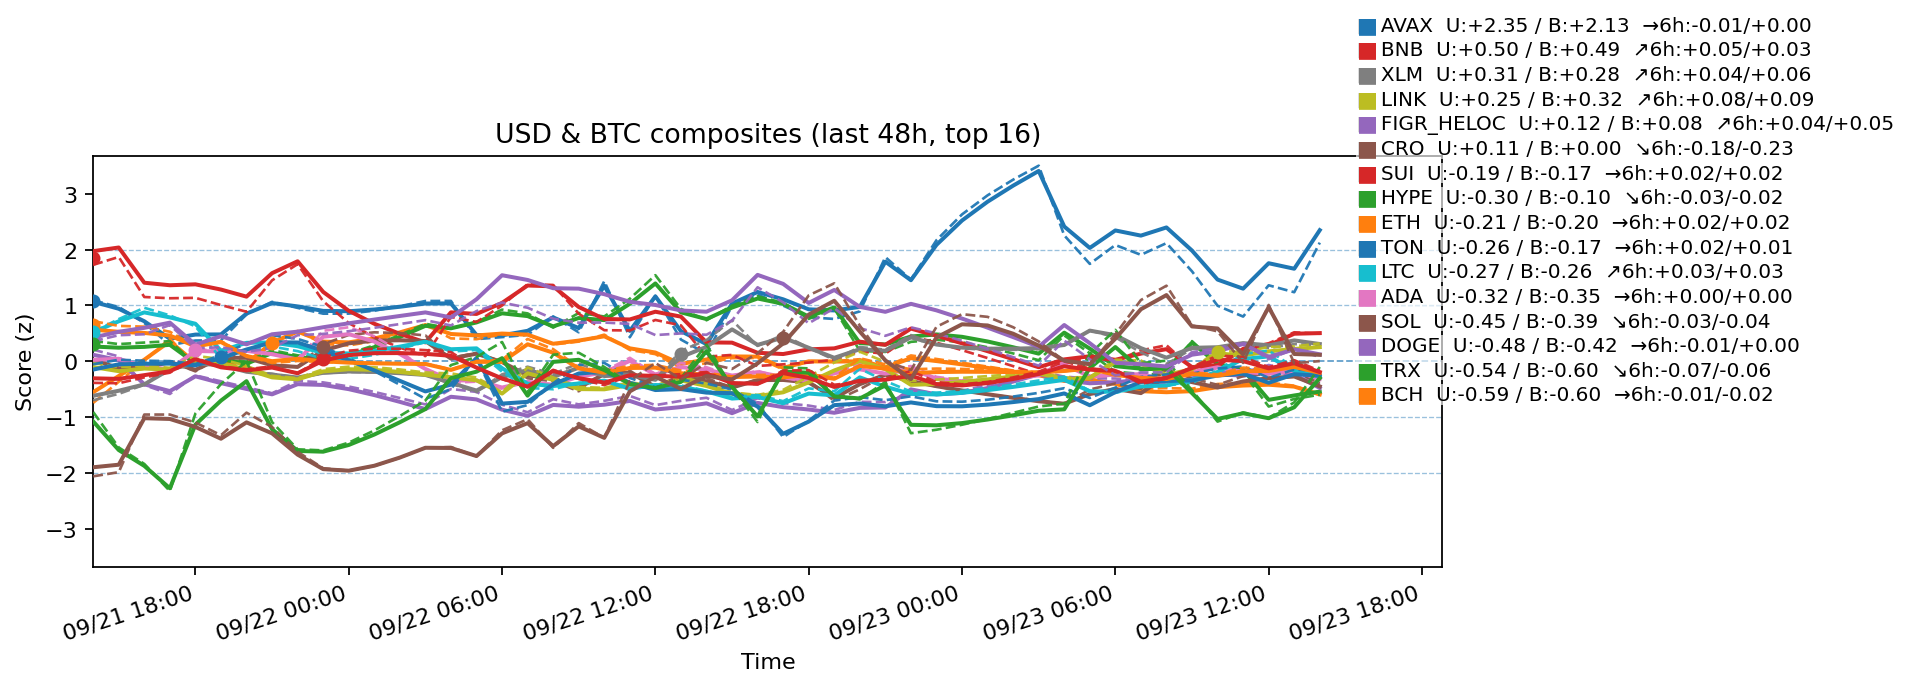 AVAX U:+2.35 / B:+2.13 →6h:-0.01/+0.00
BNB U:+0.50 / B:+0.49 ↗6h:+0.05/+0.03
XLM U:+0.31 / B:+0.28 ↗6h:+0.04/+0.06
LINK U:+0.25 / B:+0.32 ↗6h:+0.08/+0.09
FIGR_HELOC U:+0.12 / B:+0.08 ↗6h:+0.04/+0.05
CRO U:+0.11 / B:+0.00 ↘6h:-0.18/-0.23
SUI U:-0.19 / B:-0.17 →6h:+0.02/+0.02
HYPE U:-0.30 / B:-0.10 ↘6h:-0.03/-0.02
ETH U:-0.21 / B:-0.20 →6h:+0.02/+0.02
TON U:-0.26 / B:-0.17 →6h:+0.02/+0.01
LTC U:-0.27 / B:-0.26 ↗6h:+0.03/+0.03
ADA U:-0.32 / B:-0.35 →6h:+0.00/+0.00
SOL U:-0.45 / B:-0.39 ↘6h:-0.03/-0.04
DOGE U:-0.48 / B:-0.42 →6h:-0.01/+0.00
TRX U:-0.54 / B:-0.60 ↘6h:-0.07/-0.06
BCH U:-0.59 / B:-0.60 →6h:-0.01/-0.02
USD & BTC composites (last 48h, top 16)
Score (z)
3
2
1
0
−1
−2
−3
09/21 18:00
09/22 00:00
09/22 06:00
09/22 12:00
09/22 18:00
09/23 00:00
09/23 06:00
09/23 12:00
09/23 18:00
Time